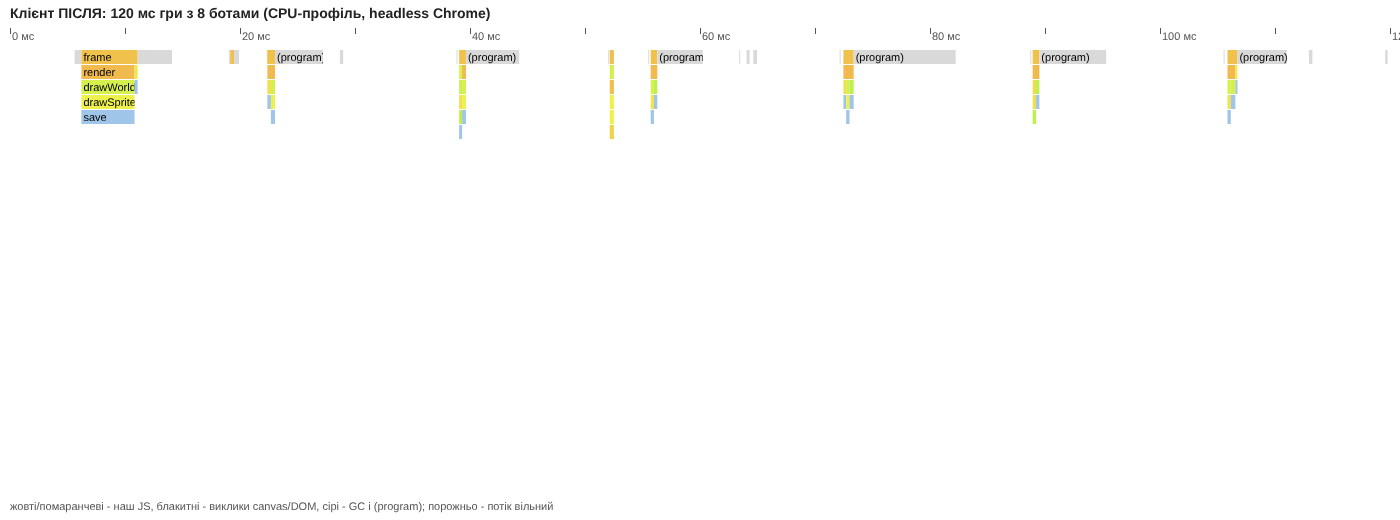 Клієнт ПІСЛЯ: 120 мс гри з 8 ботами (CPU-профіль, headless Chrome)
0 мс 20 мс 40 мс 60 мс 80 мс 100 мс 12
frame (program) (program) (program (program) (program) (program)
render
drawWorld
drawSprite
save
жовті/помаранчеві - наш JS, блакитні - виклики canvas/DOM, сірі - GC і (program); порожньо - потік вільний